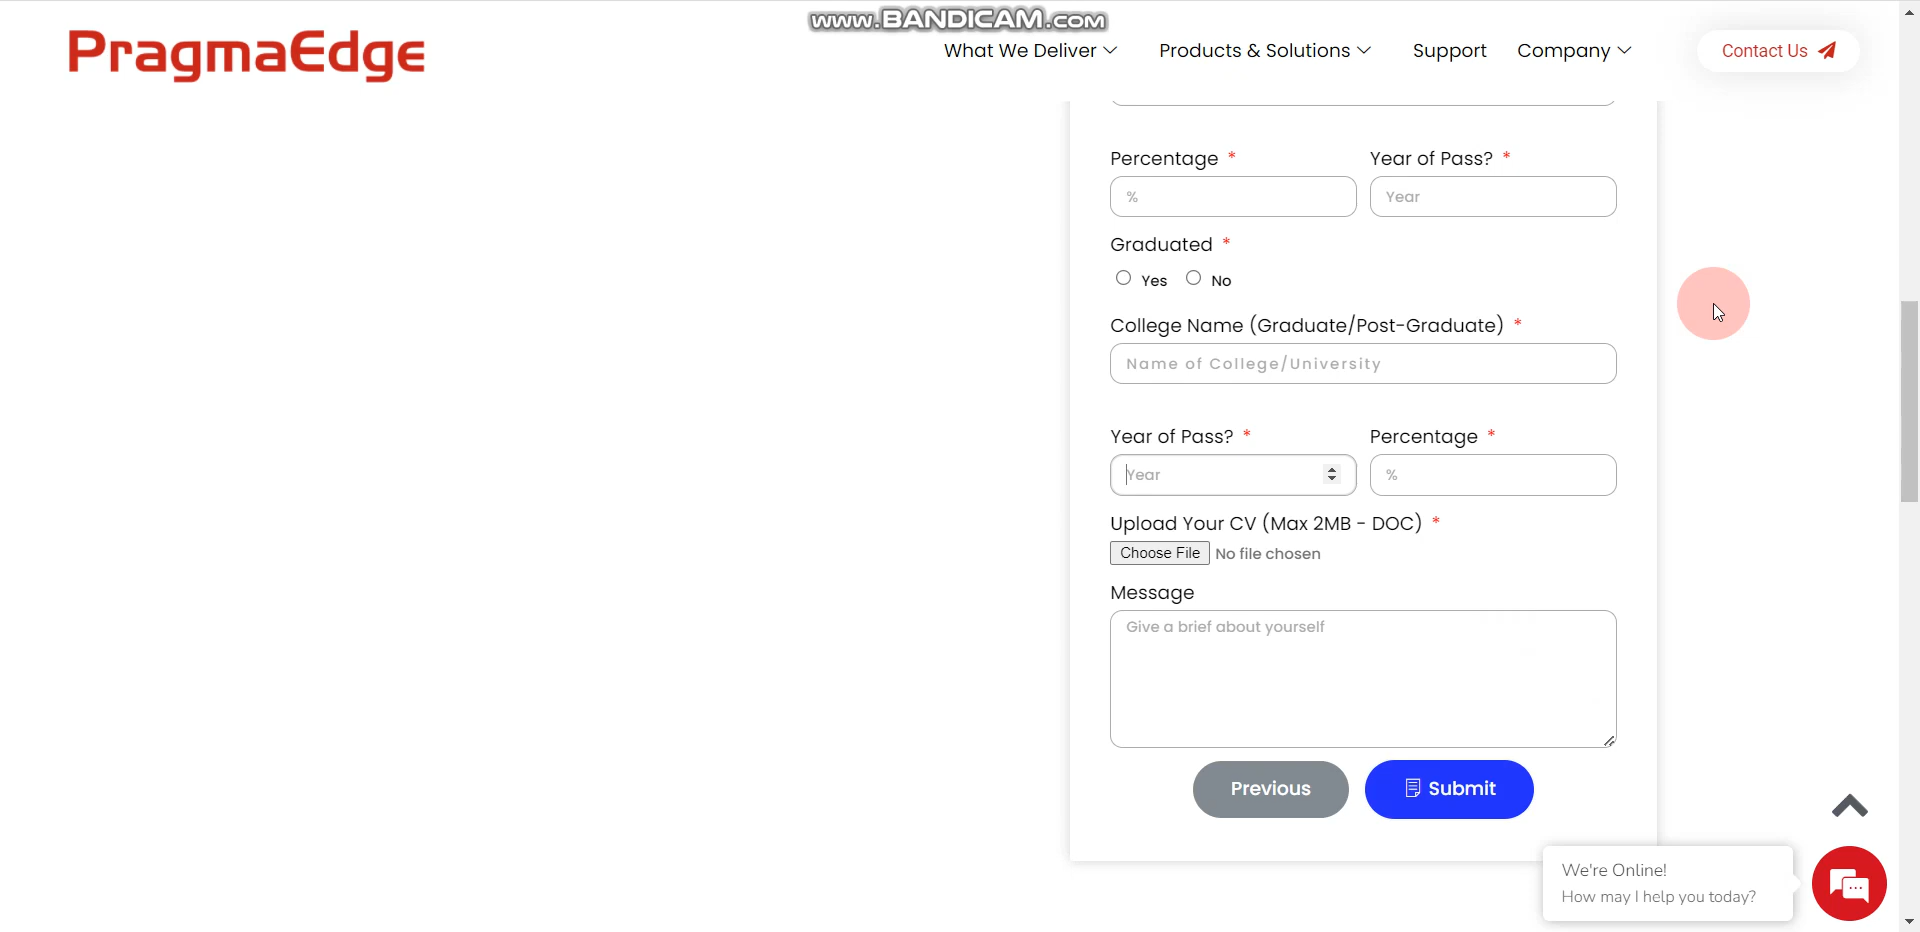 www.BANDICAM.com
PragmaEdge
What We Deliver Products & Solutions Support Company Contact Us
Percentage * Year of Pass? *
% Year
Graduated *
Yes No
College Name (Graduate/Post-Graduate) *
Name of College/University
Year of Pass? * Percentage *
Year %
Upload Your CV (Max 2MB - DOC) *
Choose File No file chosen
Message
Give a brief about yourself
Previous Submit
We're Online!
How may I help you today?